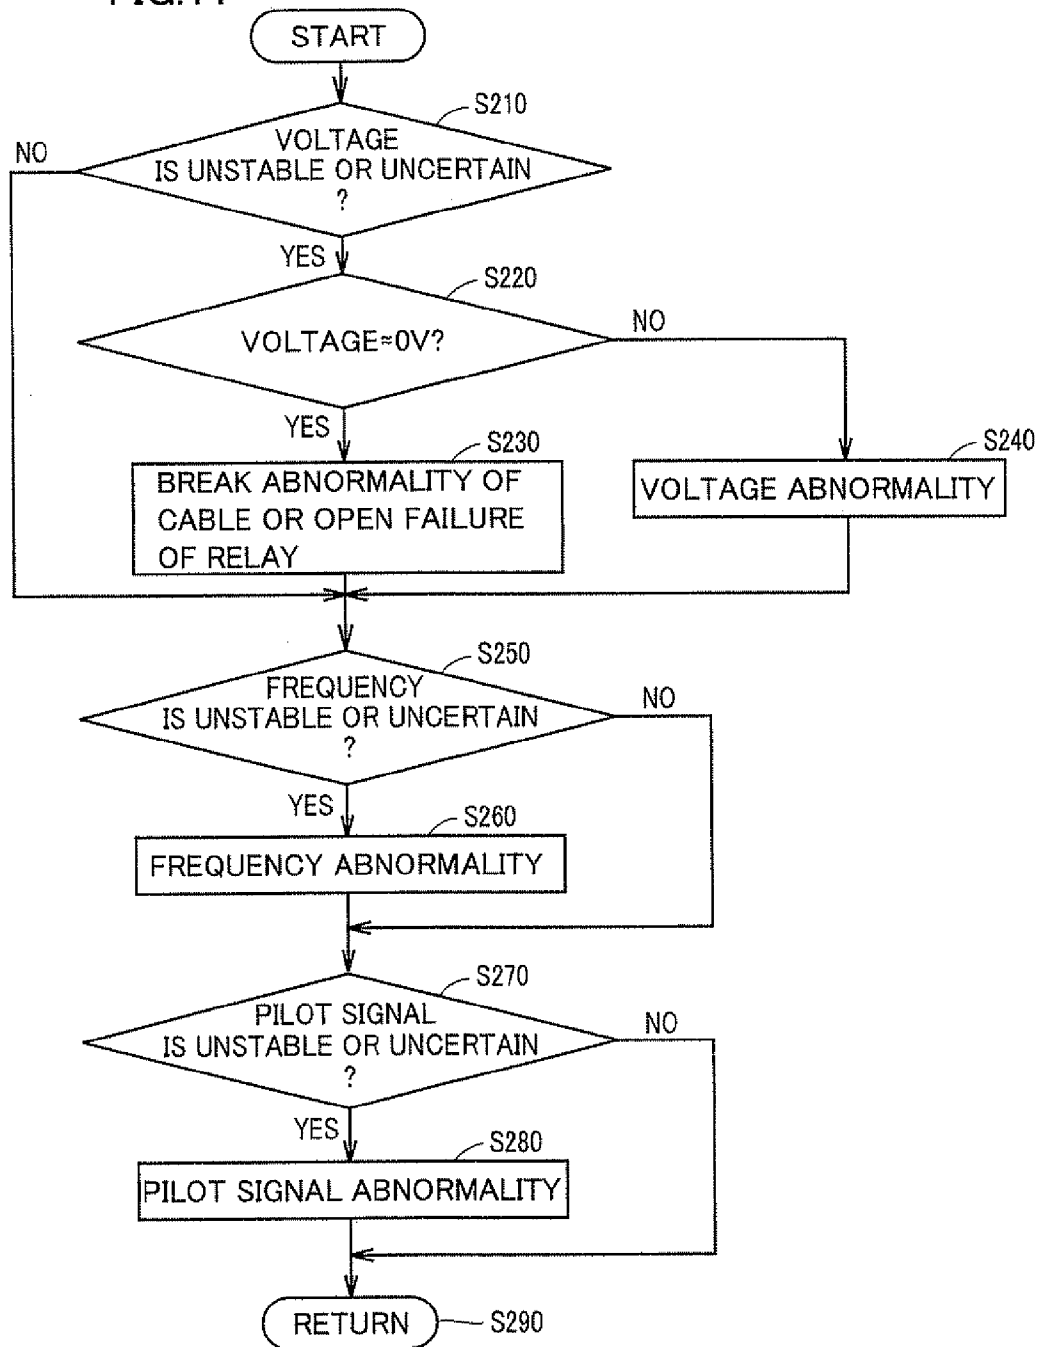 START
S210
VOLTAGE
IS UNSTABLE OR UNCERTAIN
?
NO
YES
S220
VOLTAGE≈0V?
NO
YES
S230
BREAK ABNORMALITY OF
CABLE OR OPEN FAILURE
OF RELAY
S240
VOLTAGE ABNORMALITY
S250
FREQUENCY
IS UNSTABLE OR UNCERTAIN
?
NO
YES
S260
FREQUENCY ABNORMALITY
S270
PILOT SIGNAL
IS UNSTABLE OR UNCERTAIN
?
NO
YES
S280
PILOT SIGNAL ABNORMALITY
RETURN
S290